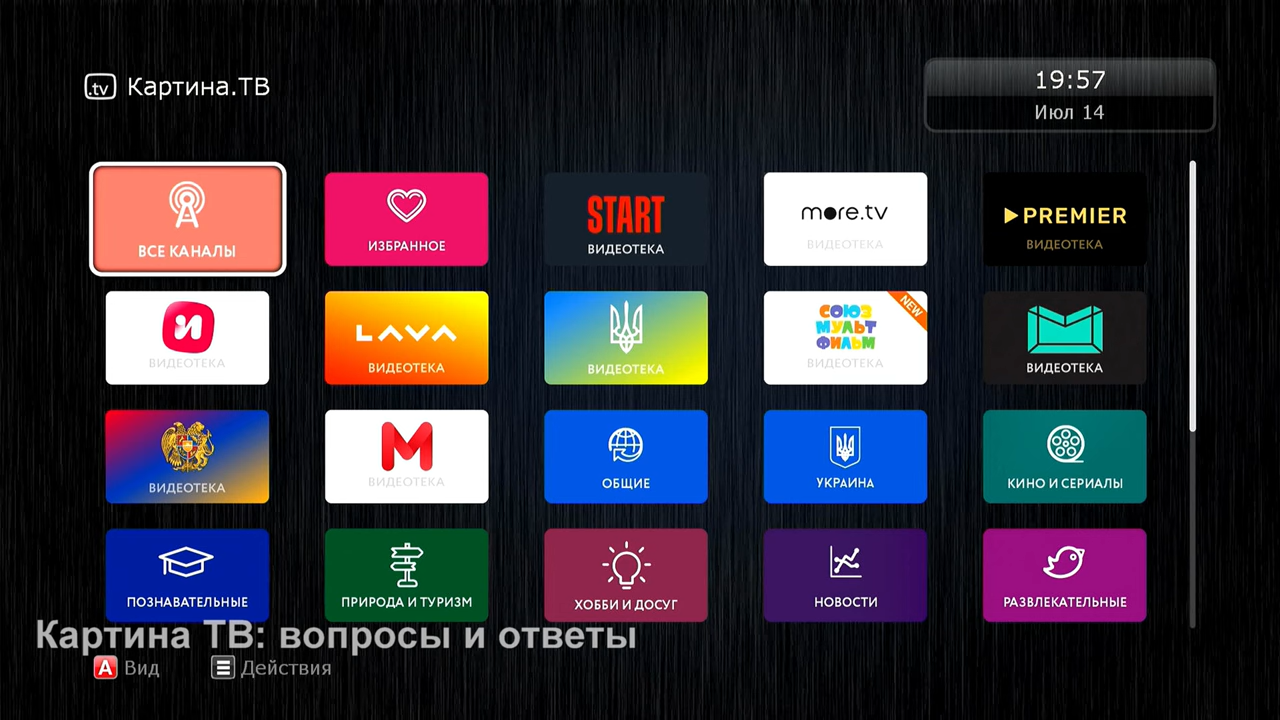 .tv Картина.ТВ
19:57
Июл 14
ВСЕ КАНАЛЫ
ИЗБРАННОЕ
START
ВИДЕОТЕКА
more.tv
ВИДЕОТЕКА
PREMIER
ВИДЕОТЕКА
И
ВИДЕОТЕКА
LAVA
ВИДЕОТЕКА
ВИДЕОТЕКА
СОЮЗ
МУЛЬТ
ФИЛЬМ
NEW
ВИДЕОТЕКА
ВИДЕОТЕКА
ВИДЕОТЕКА
M
ВИДЕОТЕКА
ОБЩИЕ
УКРАИНА
КИНО И СЕРИАЛЫ
ПОЗНАВАТЕЛЬНЫЕ
ПРИРОДА И ТУРИЗМ
ХОББИ И ДОСУГ
НОВОСТИ
РАЗВЛЕКАТЕЛЬНЫЕ
Картина ТВ: вопросы и ответы
A Вид
Действия